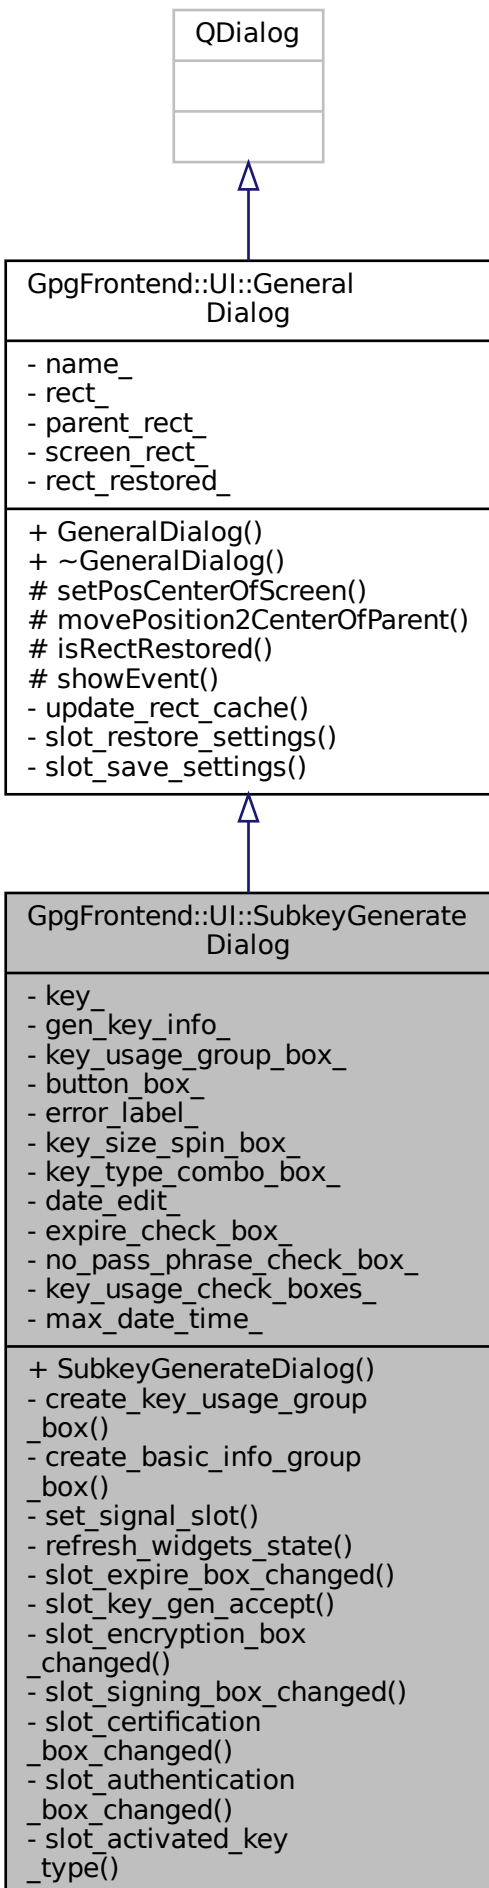 QDialog
GpgFrontend::UI::General
Dialog
- name_
- rect_
- parent_rect_
- screen_rect_
- rect_restored_
+ GeneralDialog()
+ ~GeneralDialog()
# setPosCenterOfScreen()
# movePosition2CenterOfParent()
# isRectRestored()
# showEvent()
- update_rect_cache()
- slot_restore_settings()
- slot_save_settings()
GpgFrontend::UI::SubkeyGenerate
Dialog
- key_
- gen_key_info_
- key_usage_group_box_
- button_box_
- error_label_
- key_size_spin_box_
- key_type_combo_box_
- date_edit_
- expire_check_box_
- no_pass_phrase_check_box_
- key_usage_check_boxes_
- max_date_time_
+ SubkeyGenerateDialog()
- create_key_usage_group
_box()
- create_basic_info_group
_box()
- set_signal_slot()
- refresh_widgets_state()
- slot_expire_box_changed()
- slot_key_gen_accept()
- slot_encryption_box
_changed()
- slot_signing_box_changed()
- slot_certification
_box_changed()
- slot_authentication
_box_changed()
- slot_activated_key
_type()